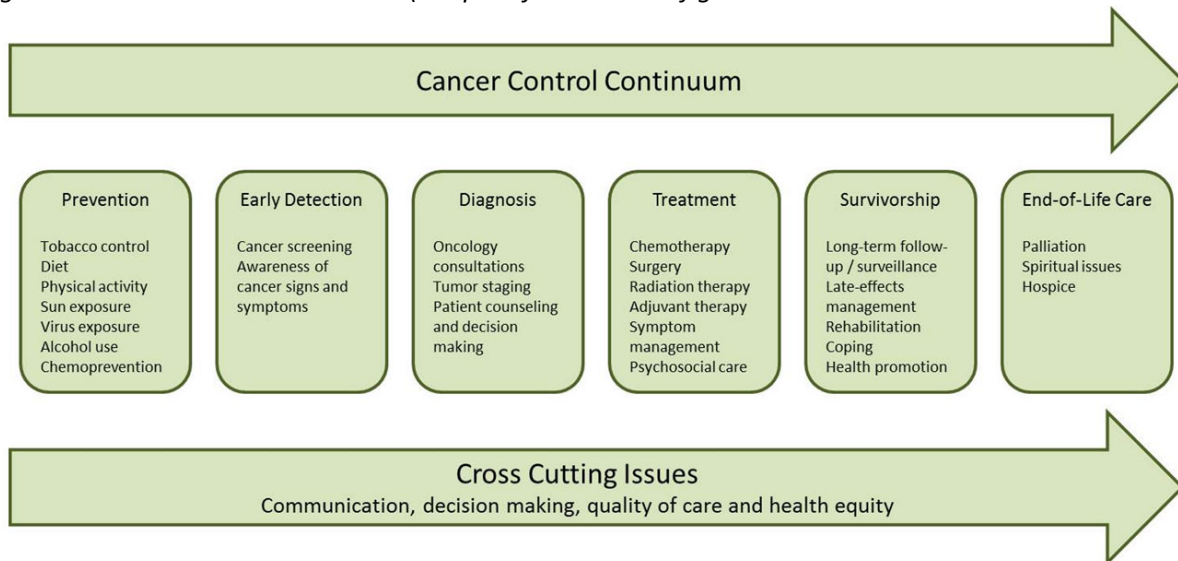 Cancer Control Continuum
Prevention
Tobacco control
Diet
Physical activity
Sun exposure
Virus exposure
Alcohol use
Chemoprevention
Early Detection
Cancer screening
Awareness of
cancer signs and
symptoms
Diagnosis
Oncology
consultations
Tumor staging
Patient counseling
and decision
making
Treatment
Chemotherapy
Surgery
Radiation therapy
Adjuvant therapy
Symptom
management
Psychosocial care
Survivorship
Long-term follow-
up / surveillance
Late-effects
management
Rehabilitation
Coping
Health promotion
End-of-Life Care
Palliation
Spiritual issues
Hospice
Cross Cutting Issues
Communication, decision making, quality of care and health equity